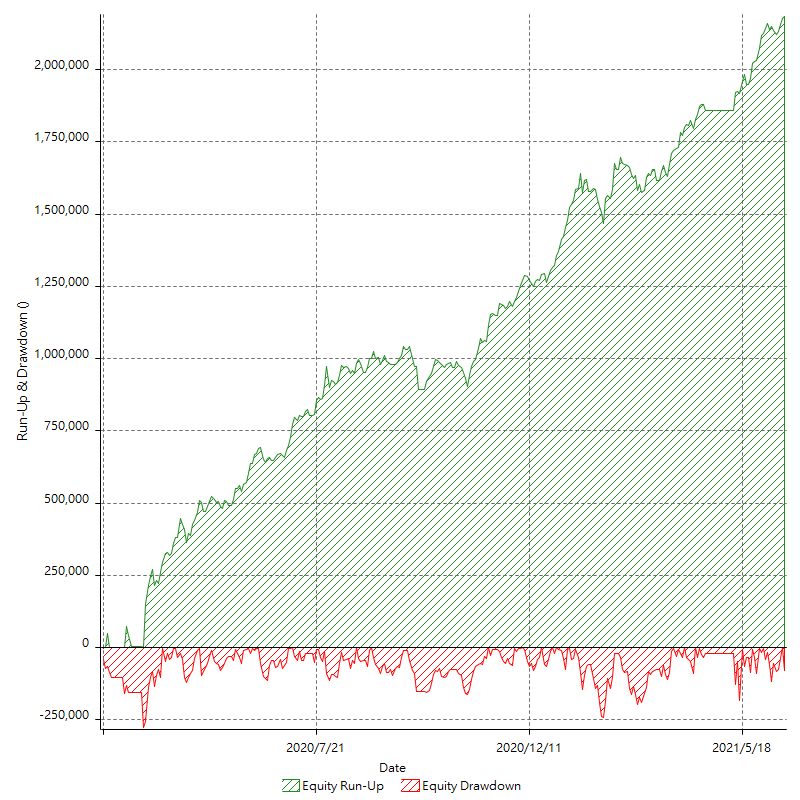 2,000,000
1,750,000
1,500,000
1,250,000
1,000,000
750,000
500,000
250,000
0
-250,000
Run-Up & Drawdown ()
2020/7/21 2020/12/11 2021/5/18
Date
Equity Run-Up Equity Drawdown